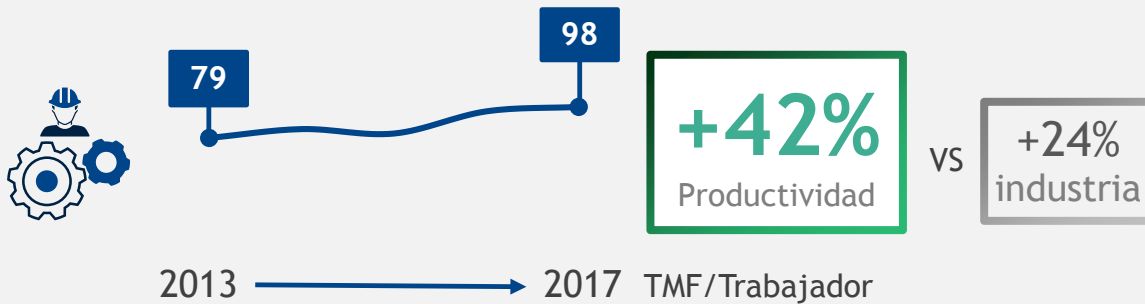 98
79
+42%
Productividad
VS
+24%
industria
2013
2017
TMF/Trabajador